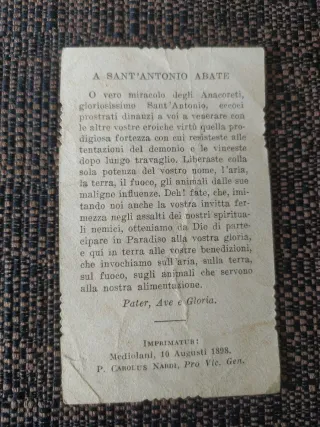 A SANT'ANTONIO ABATE
O vero miracolo degli Anacoreti,
gloriosissimo Sant'Antonio, eccoci
prostrati dinanzi a voi a venerare con
le altre vostre eroiche virtù quella pro-
digiosa fortezza con cui resisteste alle
tentazioni del demonio e le vinceste
dopo lungo travaglio. Liberaste colla
sola potenza del vostro nome, l'aria,
la terra, il fuoco, gli animali dalle sue
maligne influenze. Deh! fate, che, imi-
tando noi anche la vostra invitta fer-
mezza negli assalti dei nostri spiritua-
li nemici, otteniamo da Dio di parte-
cipare in Paradiso alla vostra gloria,
e qui in terra alle vostre benedizioni,
che invochiamo sull'aria, sulla terra,
sul fuoco, sugli animali che servono
alla nostra alimentazione.
Pater, Ave e Gloria.
IMPRIMATUR:
Mediolani, 10 Augusti 1898.
P. CAROLUS NARDI, Pro Vic. Gen.